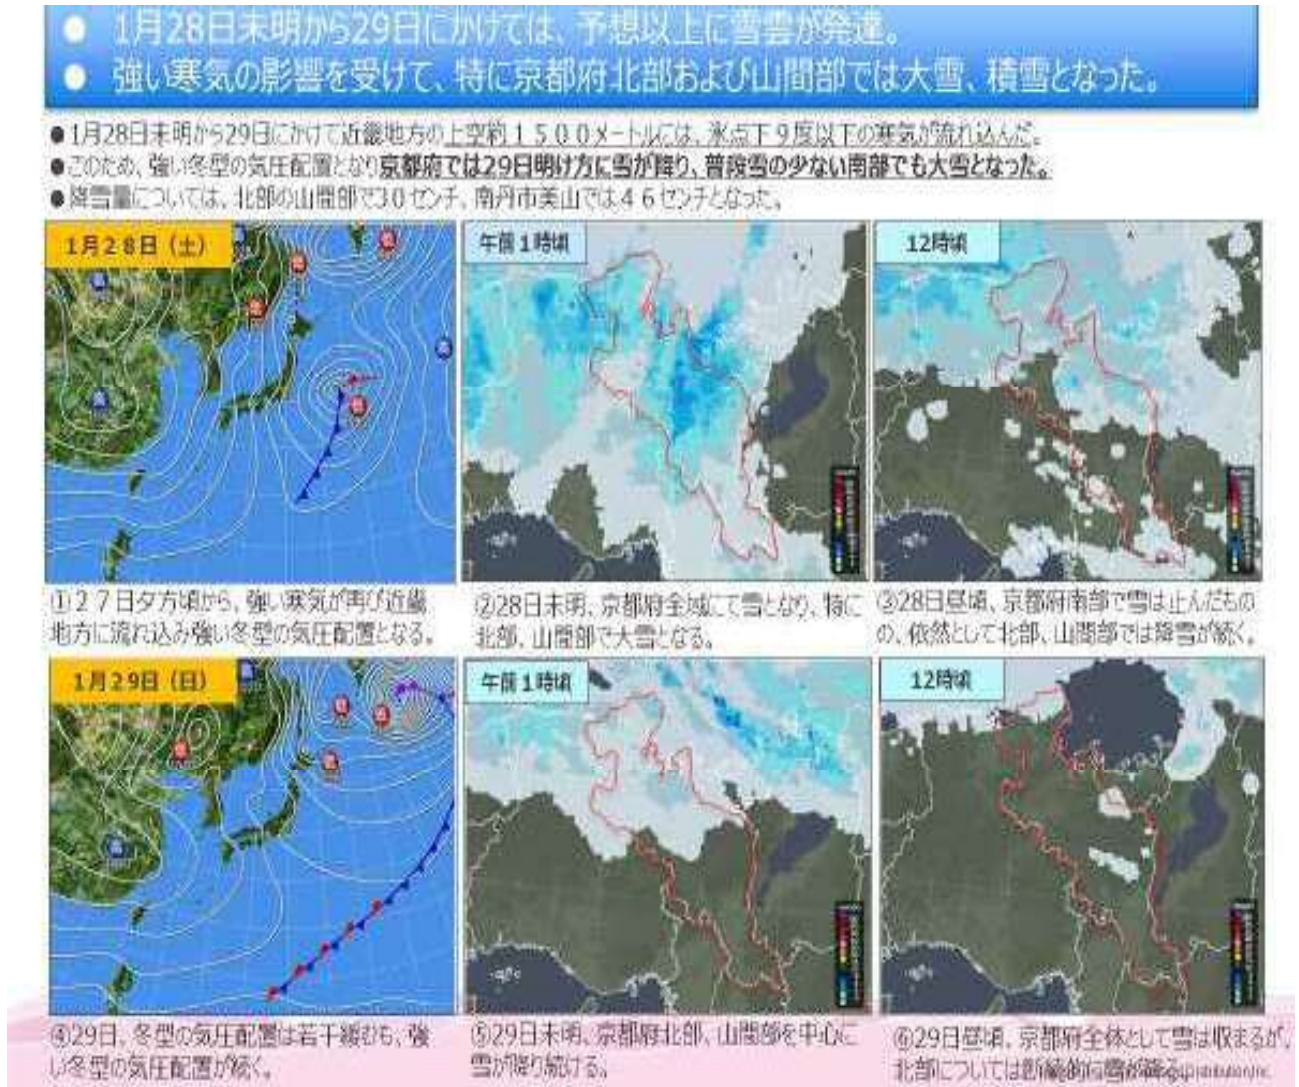 ● 1月28日未明から29日にかけては、予想以上に雪雲が発達。
● 強い寒気の影響を受けて、特に京都府北部および山間部では大雪、積雪となった。
●1月28日未明から29日にかけて近畿地方の上空約１５００メートルには、氷点下９度以下の寒気が流れ込んだ。
●このため、強い冬型の気圧配置となり京都府では29日明け方に雪が降り、普段雪の少ない南部でも大雪となった。
●降雪量については、北部の山間部で30センチ、南丹市美山では４６センチとなった。
１月２８日（土）
午前１時頃
12時頃
①２７日夕方頃から、強い寒気が再び近畿
地方に流れ込み強い冬型の気圧配置となる。
②28日未明、京都府全域にて雪となり、特に
北部、山間部で大雪となる。
③28日昼頃、京都府南部で雪は止んだもの
の、依然として北部、山間部では降雪が続く。
１月２９日（日）
午前１時頃
12時頃
④29日、冬型の気圧配置は若干緩むも、強
い冬型の気圧配置が続く。
⑤29日未明、京都府北部、山間部を中心に
雪が降り続ける。
⑥29日昼頃、京都府全体として雪は収まるが、
北部については断続的に雪が降る。